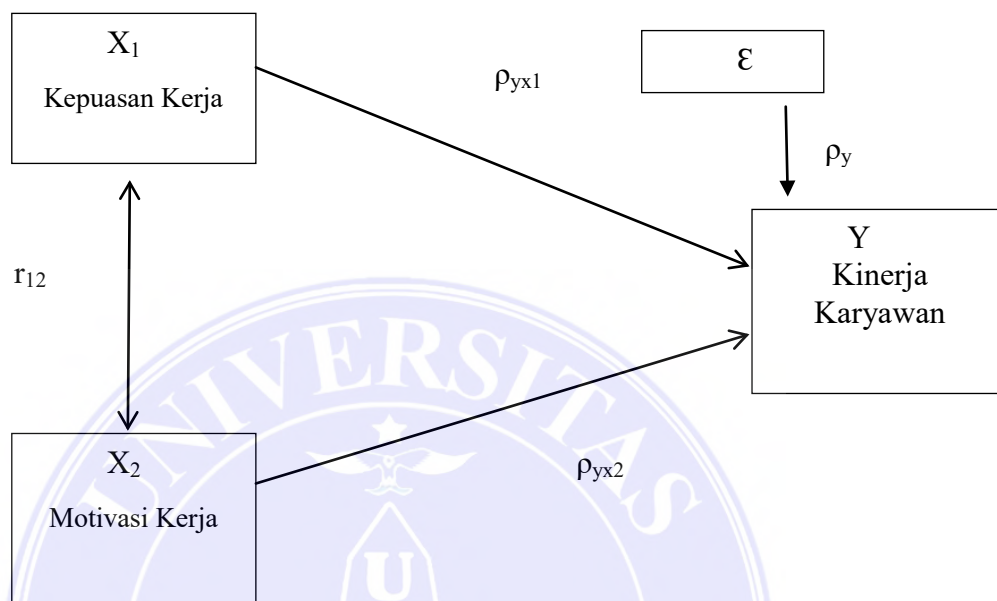 X₁
Kepuasan Kerja
ε
ρyx1
ρy
r₁₂
Y
Kinerja
Karyawan
X₂
Motivasi Kerja
ρyx2
UNIVERSITAS
U